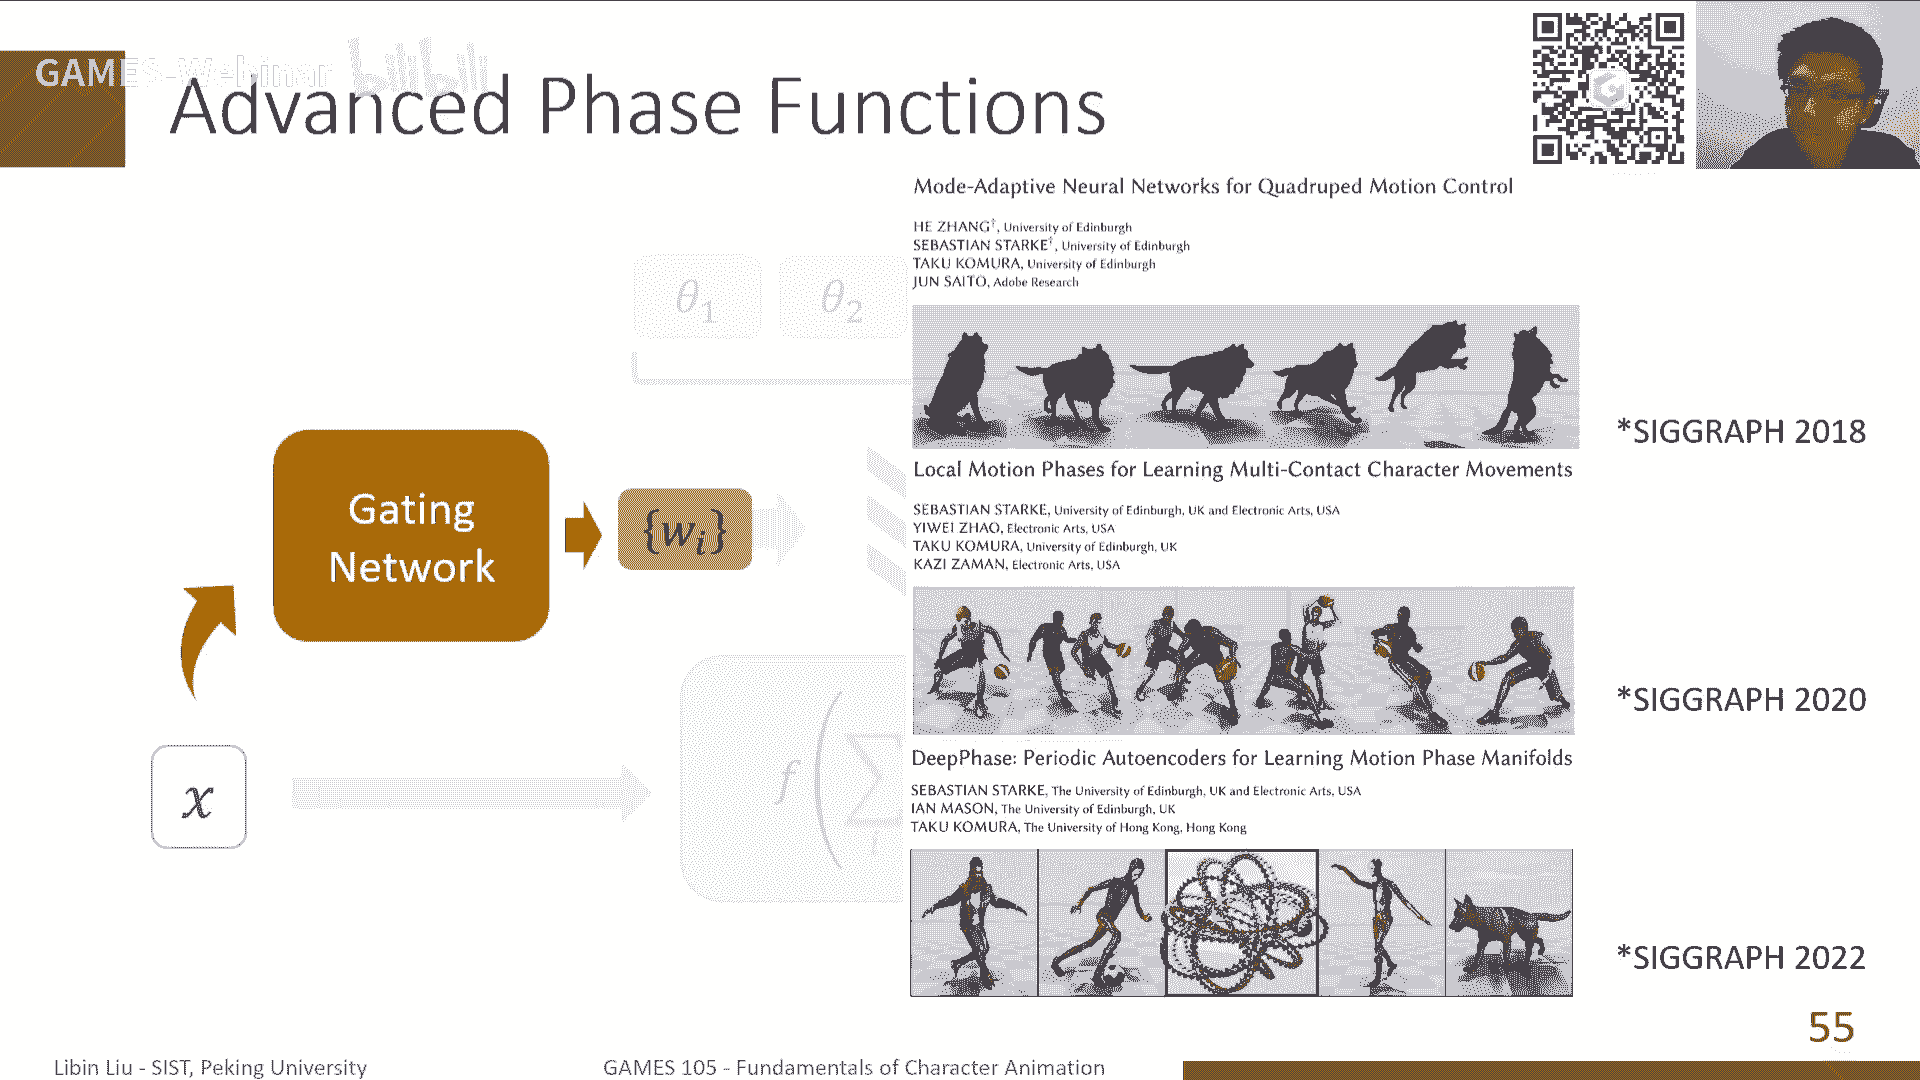 GAMES-Webinar bilibili
Advanced Phase Functions
Mode-Adaptive Neural Networks for Quadruped Motion Control
HE ZHANG†, University of Edinburgh
SEBASTIAN STARKE†, University of Edinburgh
TAKU KOMURA, University of Edinburgh
JUN SAITO, Adobe Research
θ₁ θ₂
*SIGGRAPH 2018
Local Motion Phases for Learning Multi-Contact Character Movements
SEBASTIAN STARKE, University of Edinburgh, UK and Electronic Arts, USA
YIWEI ZHAO, Electronic Arts, USA
TAKU KOMURA, University of Edinburgh, UK
KAZI ZAMAN, Electronic Arts, USA
Gating
Network
{wᵢ}
*SIGGRAPH 2020
x
f(∑
i
DeepPhase: Periodic Autoencoders for Learning Motion Phase Manifolds
SEBASTIAN STARKE, The University of Edinburgh, UK and Electronic Arts, USA
IAN MASON, The University of Edinburgh, UK
TAKU KOMURA, The University of Hong Kong, Hong Kong
*SIGGRAPH 2022
55
Libin Liu - SIST, Peking University
GAMES 105 - Fundamentals of Character Animation